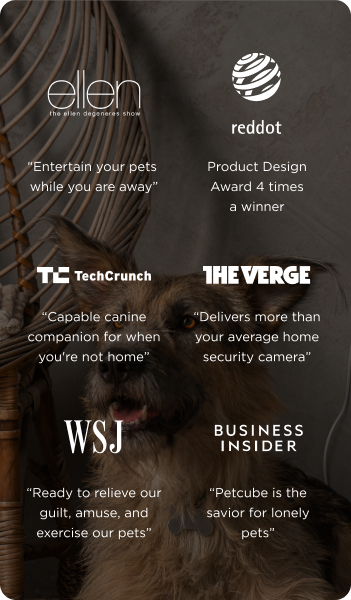 ellen
the ellen degeneres show
“Entertain your pets
while you are away”
reddot
Product Design
Award 4 times
a winner
TC TechCrunch
“Capable canine
companion for when
you're not home”
THE VERGE
“Delivers more than
your average home
security camera”
WSJ
“Ready to relieve our
guilt, amuse, and
exercise our pets”
BUSINESS
INSIDER
“Petcube is the
savior for lonely
pets”